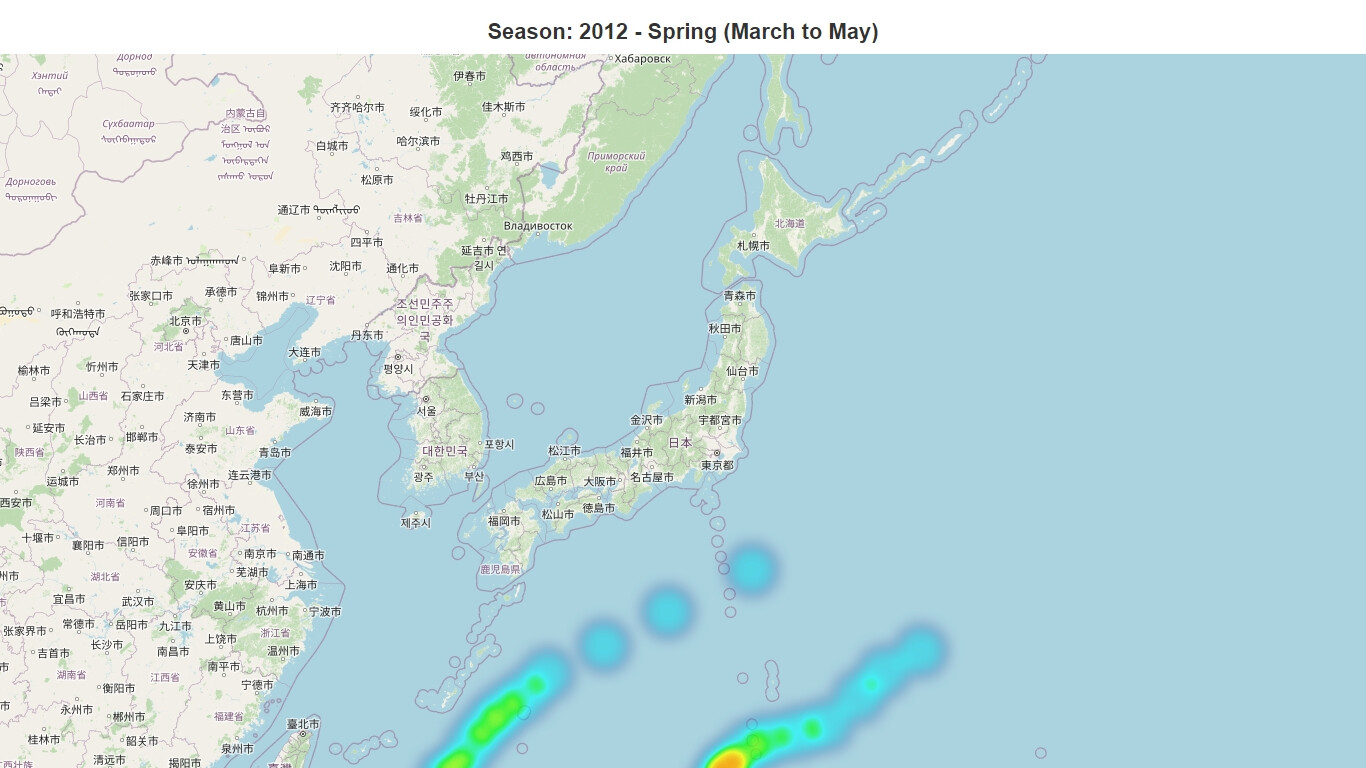 Season: 2012 - Spring (March to May)
Дорнод
Хэнтий
Сүхбаатар
Дорноговь
автономная
область
Хабаровск
Приморский
край
Владивосток
伊春市
齐齐哈尔市
绥化市
佳木斯市
内蒙古自
治区
白城市
哈尔滨市
鸡西市
松原市
牡丹江市
通辽市
吉林省
四平市
延吉市 연
길시
赤峰市
阜新市
沈阳市
通化市
张家口市
承德市
锦州市
辽宁省
조선민주주
의인민공화
국
呼和浩特市
北京市
河北省
唐山市
丹东市
大连市
평양시
榆林市
忻州市
天津市
吕梁市
山西省
石家庄市
东营市
威海市
서울
延安市
长治市
邯郸市
济南市
山东省
泰安市
青岛市
대한민국
포항시
陕西省
运城市
郑州市
徐州市
连云港市
광주
부산
西安市
河南省
周口市
宿州市
제주시
十堰市
襄阳市
信阳市
阜阳市
江苏省
安徽省
南京市
南通市
湖北省
芜湖市
上海市
宜昌市
武汉市
安庆市
黄山市
杭州市
宁波市
张家界市
常德市
岳阳市
九江市
浙江省
吉首市
长沙市
南昌市
上饶市
温州市
湖南省
衡阳市
江西省
南平市
宁德市
永州市
郴州市
福建省
臺北市
桂林市
韶关市
泉州市
清远市
揭阳市
北海道
札幌市
青森市
秋田市
仙台市
新潟市
金沢市
宇都宮市
日本
松江市
福井市
東京都
広島市
大阪市
名古屋市
福岡市
松山市
徳島市
鹿児島県